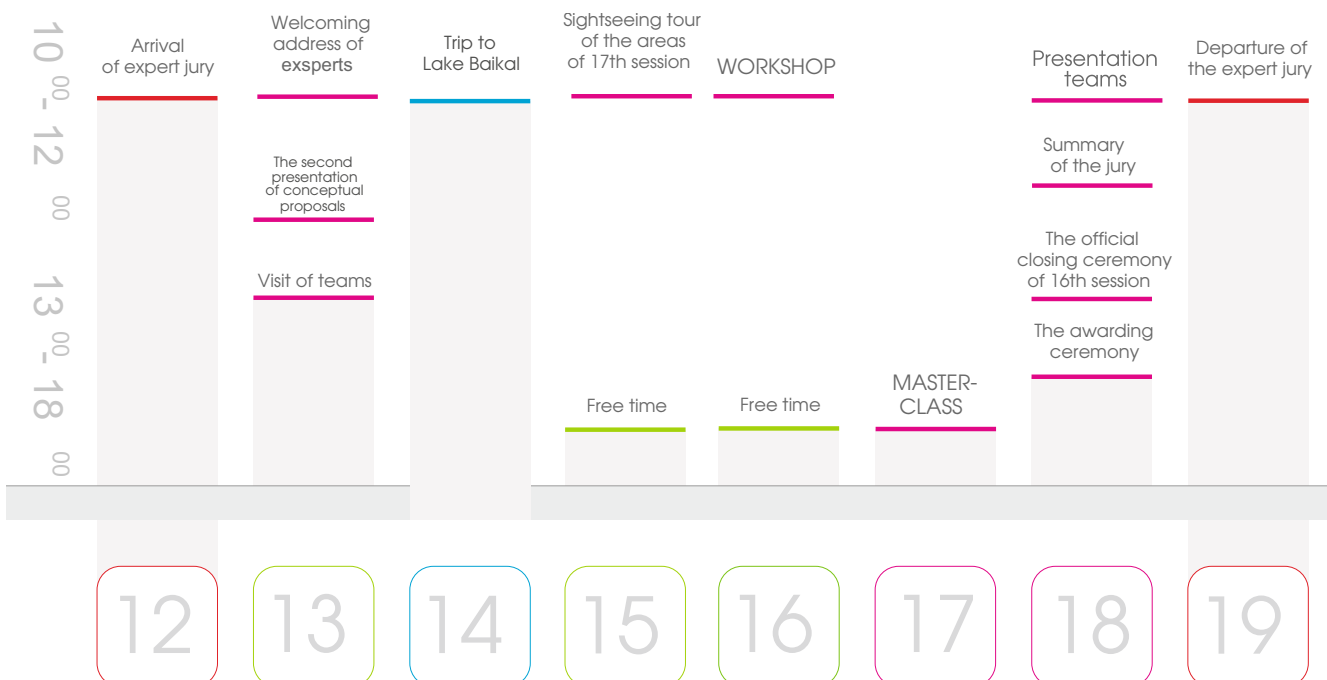 10 00 - 12 00
13 00 - 18 00
Arrival
of expert jury
Welcoming
address of
exsperts
The second
presentation
of conceptual
proposals
Visit of teams
Trip to
Lake Baikal
Sightseeing tour
of the areas
of 17th session
Free time
WORKSHOP
Free time
MASTER-
CLASS
Presentation
teams
Summary
of the jury
The official
closing ceremony
of 16th session
The awarding
ceremony
Departure of
the expert jury
12
13
14
15
16
17
18
19